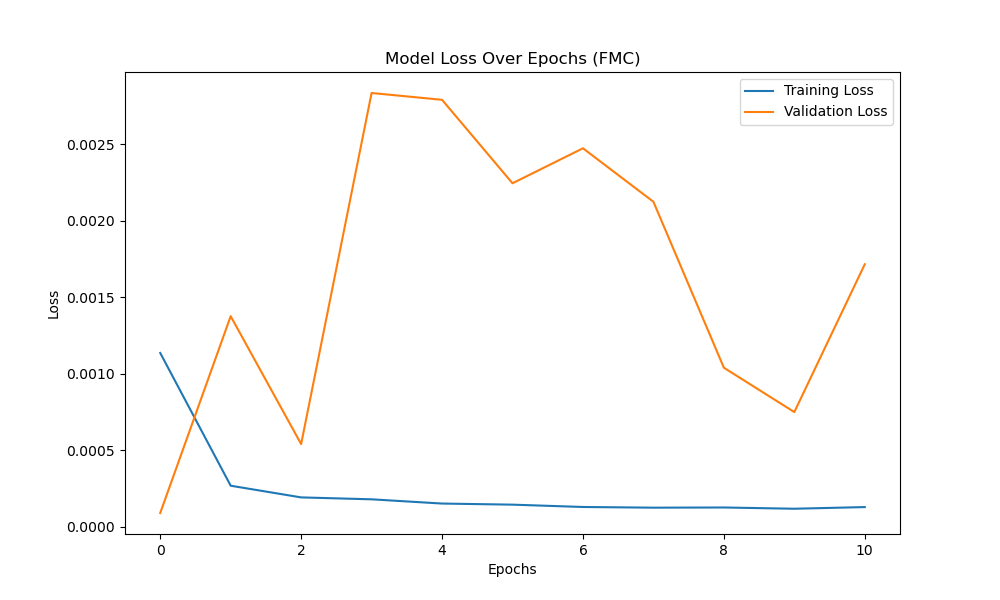 Model Loss Over Epochs (FMC)
Training Loss
Validation Loss
0.0025
0.0020
0.0015
0.0010
0.0005
0.0000
Loss
0 2 4 6 8 10
Epochs